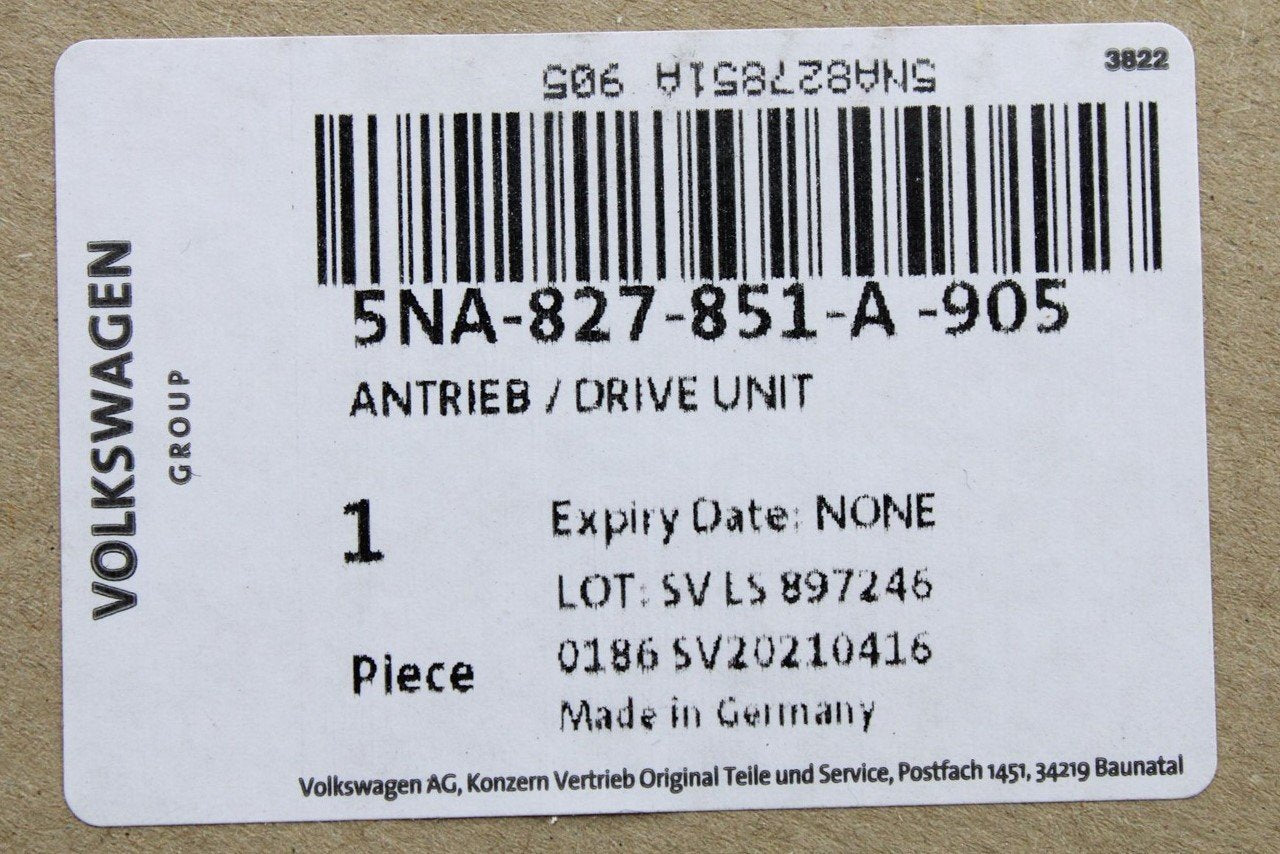 3822
5NA827851A 905
5NA-827-851-A -905
ANTRIEB / DRIVE UNIT
1
Piece
Expiry Date: NONE
LOT: SV LS 897246
0186 SV20210416
Made in Germany
VOLKSWAGEN
GROUP
Volkswagen AG, Konzern Vertrieb Original Teile und Service, Postfach 1451, 34219 Baunatal